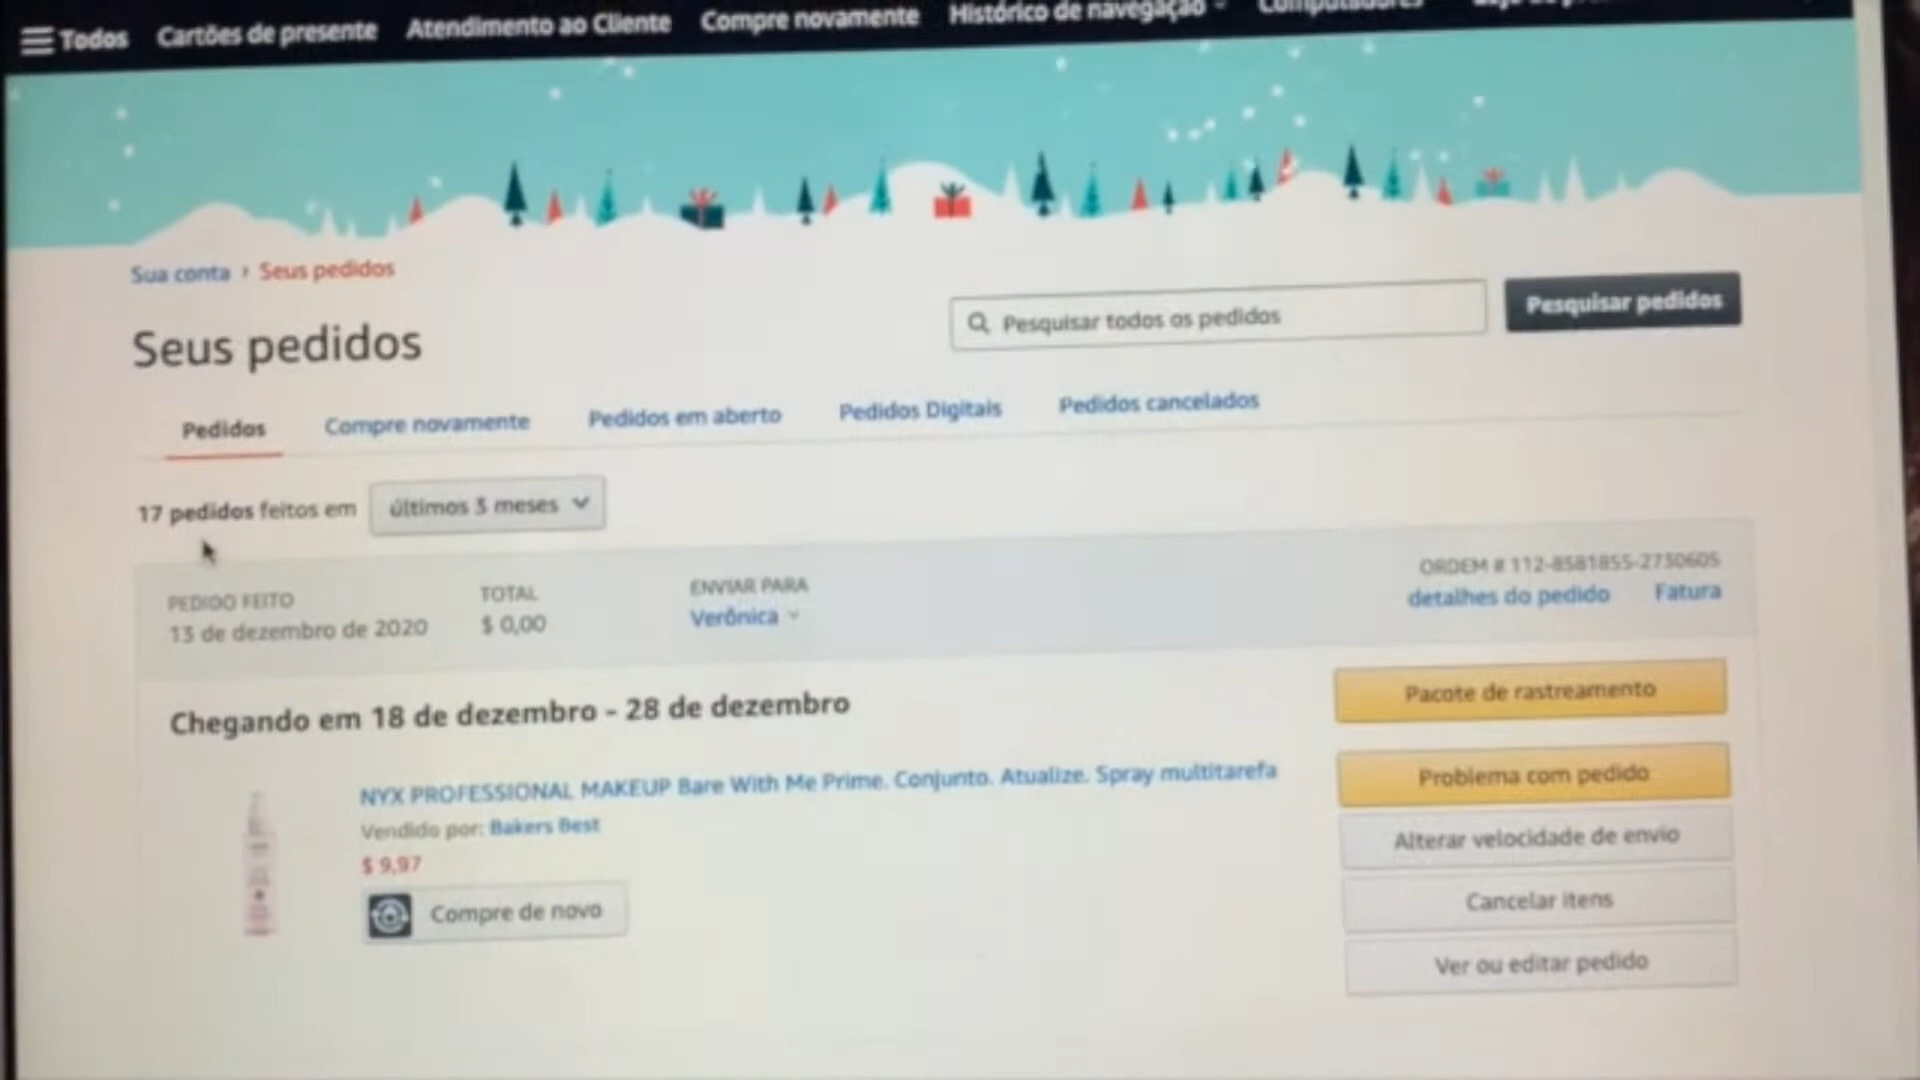 Todos Cartões de presente Atendimento ao Cliente Compre novamente Histórico de navegação Computadores
Sua conta › Seus pedidos
Seus pedidos
Pesquisar todos os pedidos
Pesquisar pedidos
Pedidos Compre novamente Pedidos em aberto Pedidos Digitais Pedidos cancelados
17 pedidos feitos em últimos 3 meses
PEDIDO FEITO
13 de dezembro de 2020
TOTAL
$ 0,00
ENVIAR PARA
Verônica
ORDEM # 112-8581855-2730605
detalhes do pedido Fatura
Chegando em 18 de dezembro - 28 de dezembro
NYX PROFESSIONAL MAKEUP Bare With Me Prime. Conjunto. Atualize. Spray multitarefa
Vendido por: Bakers Best
$ 9,97
Compre de novo
Pacote de rastreamento
Problema com pedido
Alterar velocidade de envio
Cancelar itens
Ver ou editar pedido